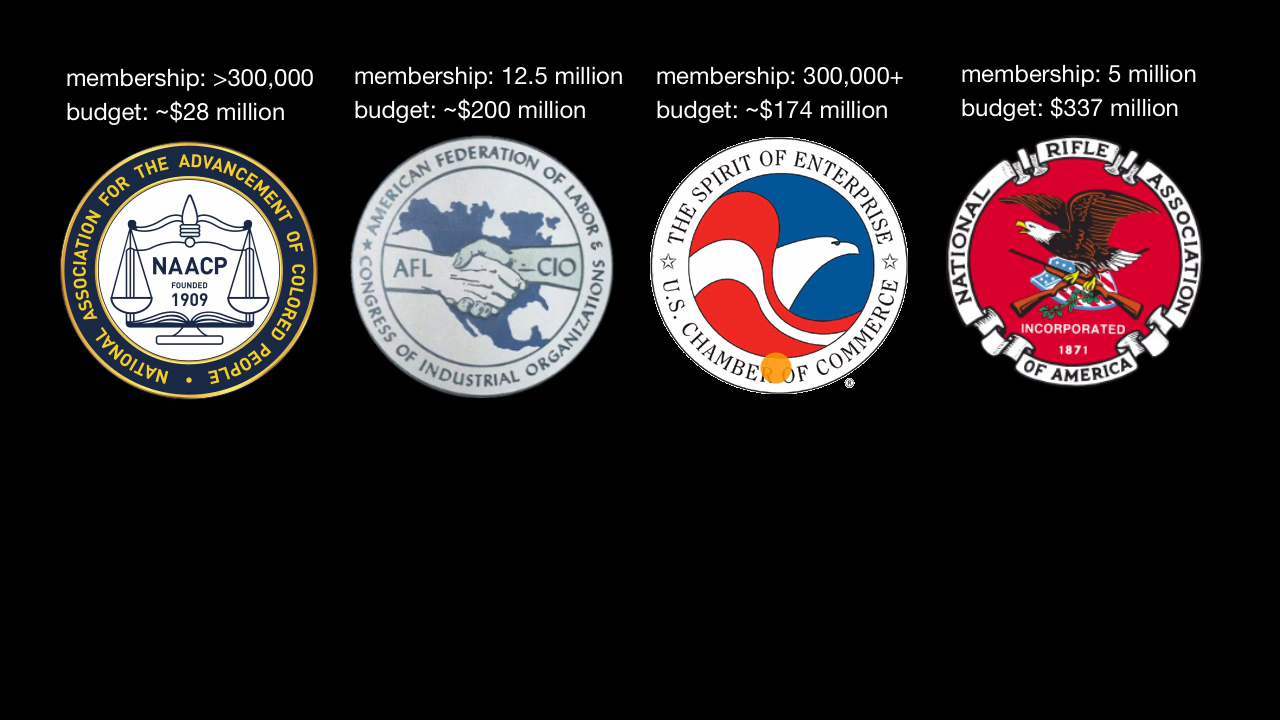 membership: >300,000
budget: ~$28 million
membership: 12.5 million
budget: ~$200 million
membership: 300,000+
budget: ~$174 million
membership: 5 million
budget: $337 million
NATIONAL ASSOCIATION FOR THE ADVANCEMENT OF COLORED PEOPLE •
NAACP
FOUNDED
1909
★ AMERICAN FEDERATION OF LABOR &
CONGRESS OF INDUSTRIAL ORGANIZATIONS
AFL CIO
THE SPIRIT OF ENTERPRISE
U.S. CHAMBER OF COMMERCE
®
NATIONAL RIFLE ASSOCIATION
INCORPORATED
1871
OF AMERICA